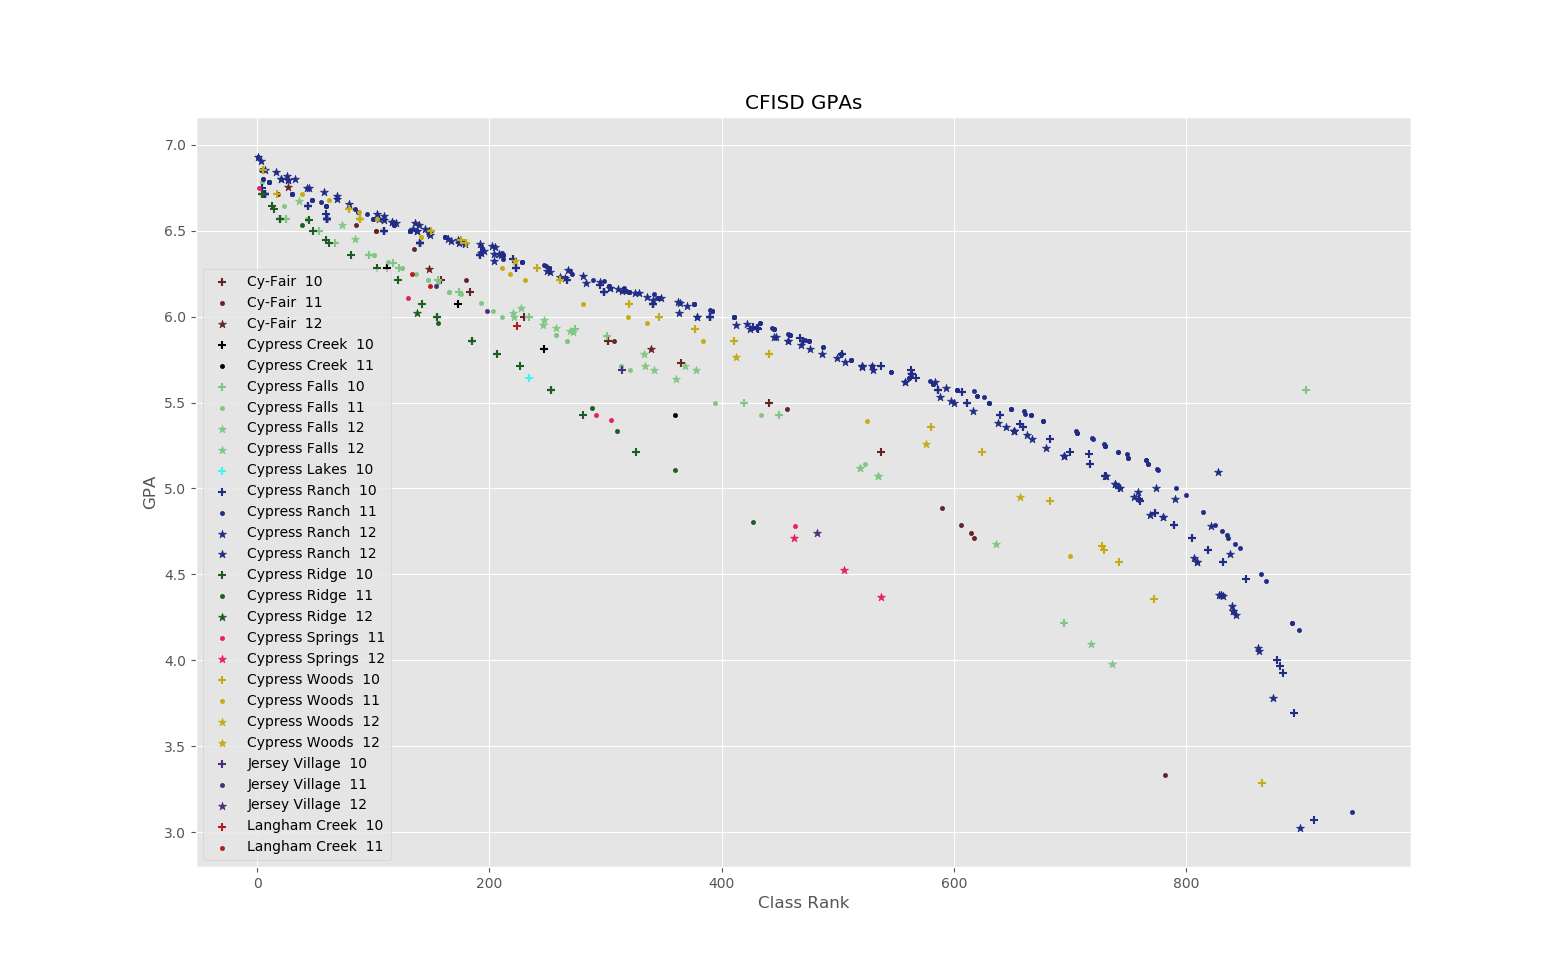 CFISD GPAs
7.0
6.5
6.0
5.5
5.0
4.5
4.0
3.5
3.0
GPA
Cy-Fair 10
Cy-Fair 11
Cy-Fair 12
Cypress Creek 10
Cypress Creek 11
Cypress Falls 10
Cypress Falls 11
Cypress Falls 12
Cypress Falls 12
Cypress Lakes 10
Cypress Ranch 10
Cypress Ranch 11
Cypress Ranch 12
Cypress Ranch 12
Cypress Ridge 10
Cypress Ridge 11
Cypress Ridge 12
Cypress Springs 11
Cypress Springs 12
Cypress Woods 10
Cypress Woods 11
Cypress Woods 12
Cypress Woods 12
Jersey Village 10
Jersey Village 11
Jersey Village 12
Langham Creek 10
Langham Creek 11
0 200 400 600 800
Class Rank